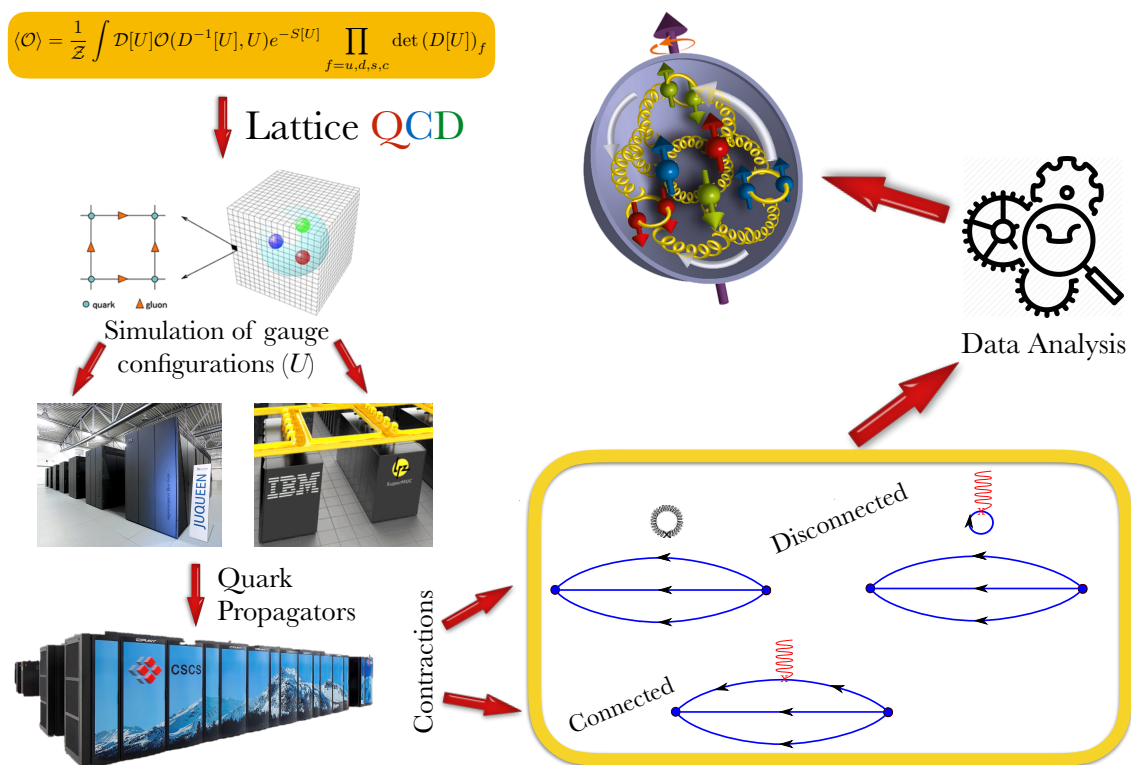 ⟨𝒪⟩ = 1/𝒵 ∫ 𝒟[U]𝒪(D⁻¹[U], U)e^{−S[U]} ∏_{f=u,d,s,c} det (D[U])_f
Lattice QCD
quark
gluon
Simulation of gauge
configurations (U)
JUQUEEN
IBM
lrz
SuperMUC
Quark
Propagators
CSCS
Contractions
Disconnected
Connected
Data Analysis